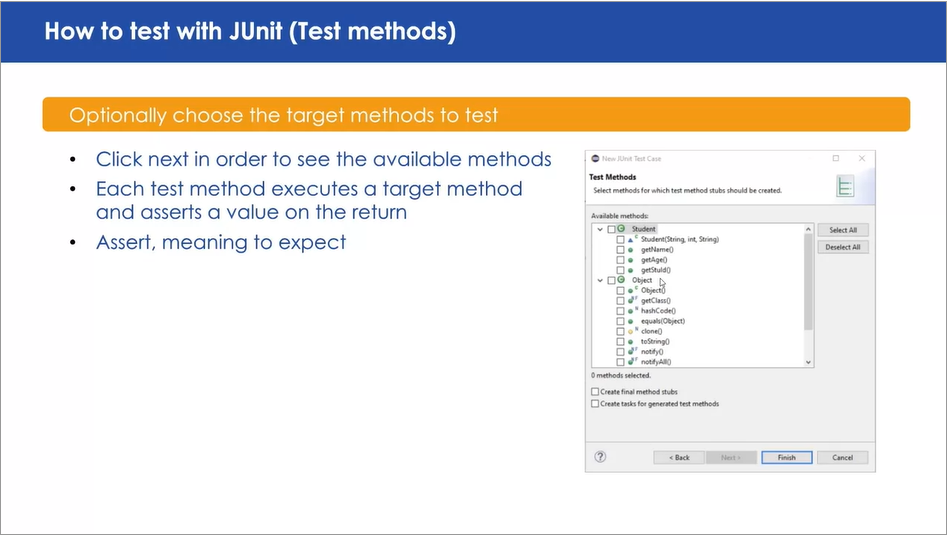 How to test with JUnit (Test methods)
Optionally choose the target methods to test
• Click next in order to see the available methods
• Each test method executes a target method
and asserts a value on the return
• Assert, meaning to expect
New JUnit Test Case
Test Methods
Select methods for which test method stubs should be created.
Available methods:
Student
Student(String, int, String)
getName()
getAge()
getStuId()
Object
Object()
getClass()
hashCode()
equals(Object)
clone()
toString()
notify()
notifyAll()
Select All
Deselect All
0 methods selected.
Create final method stubs
Create tasks for generated test methods
? < Back Next > Finish Cancel